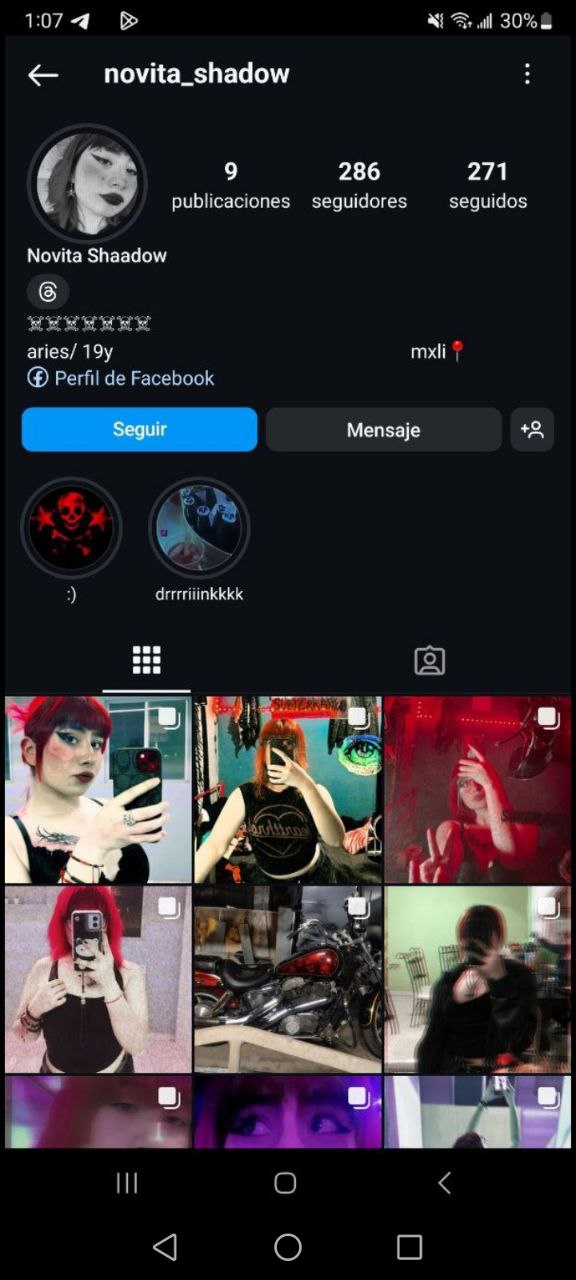 1:07 30%
novita_shadow
9 286 271
publicaciones seguidores seguidos
Novita Shaadow
☠️☠️☠️☠️☠️☠️☠️
aries/ 19y mxli📍
Perfil de Facebook
Seguir Mensaje
:) drrrriiinkkkk